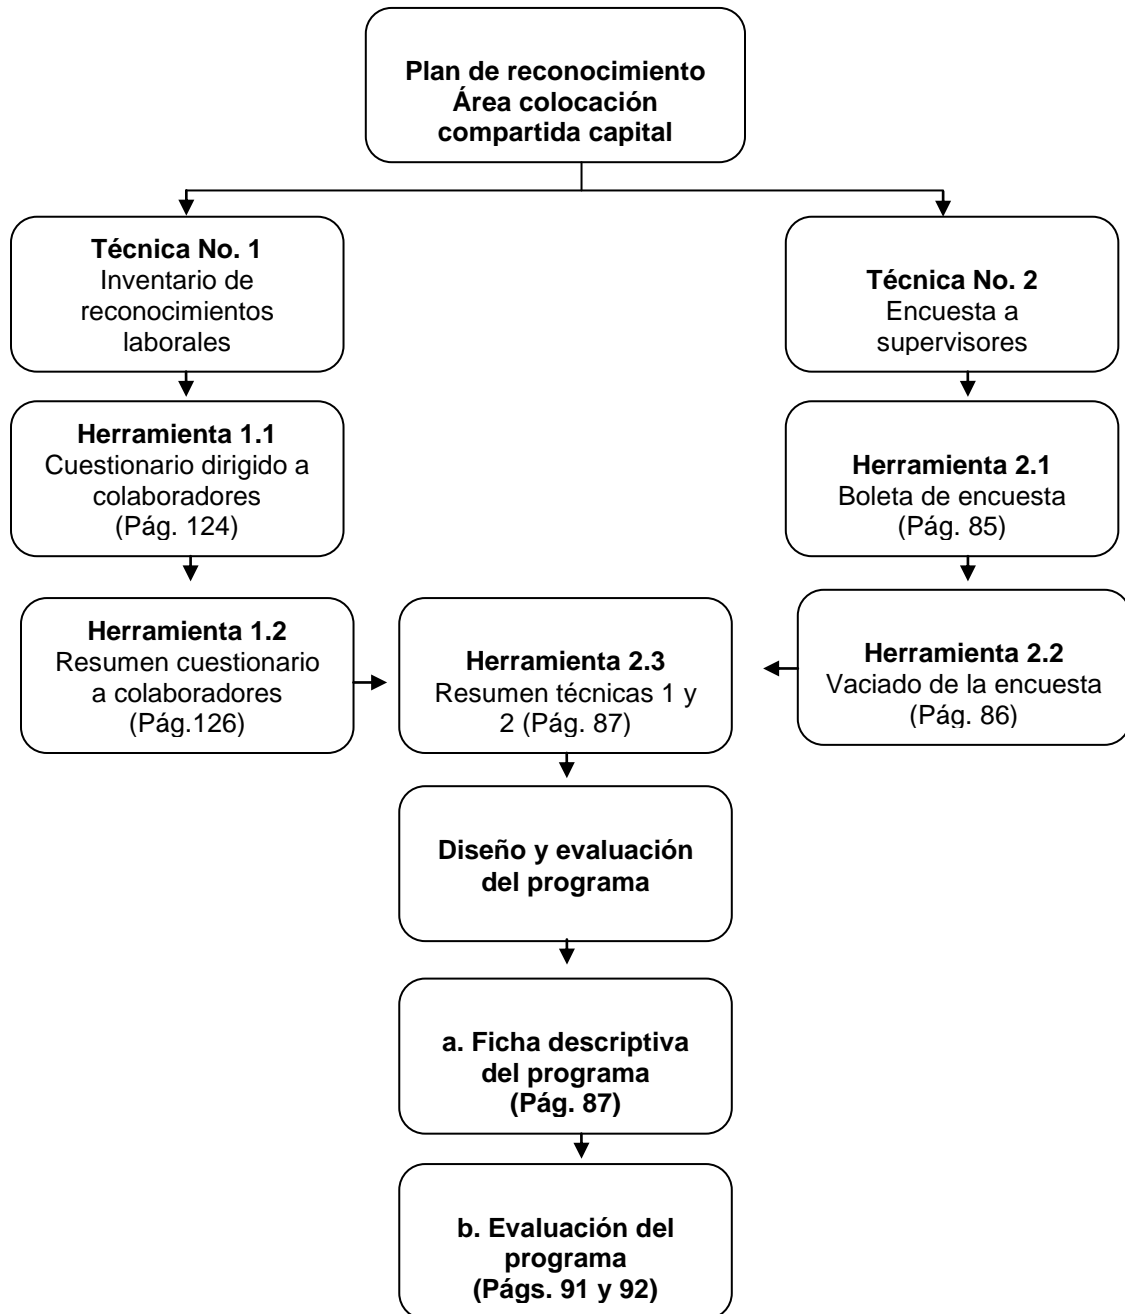 Plan de reconocimiento
Área colocación
compartida capital
Técnica No. 1
Inventario de
reconocimientos
laborales
Técnica No. 2
Encuesta a
supervisores
Herramienta 1.1
Cuestionario dirigido a
colaboradores
(Pág. 124)
Herramienta 2.1
Boleta de encuesta
(Pág. 85)
Herramienta 1.2
Resumen cuestionario
a colaboradores
(Pág.126)
Herramienta 2.3
Resumen técnicas 1 y
2 (Pág. 87)
Herramienta 2.2
Vaciado de la encuesta
(Pág. 86)
Diseño y evaluación
del programa
a. Ficha descriptiva
del programa
(Pág. 87)
b. Evaluación del
programa
(Págs. 91 y 92)